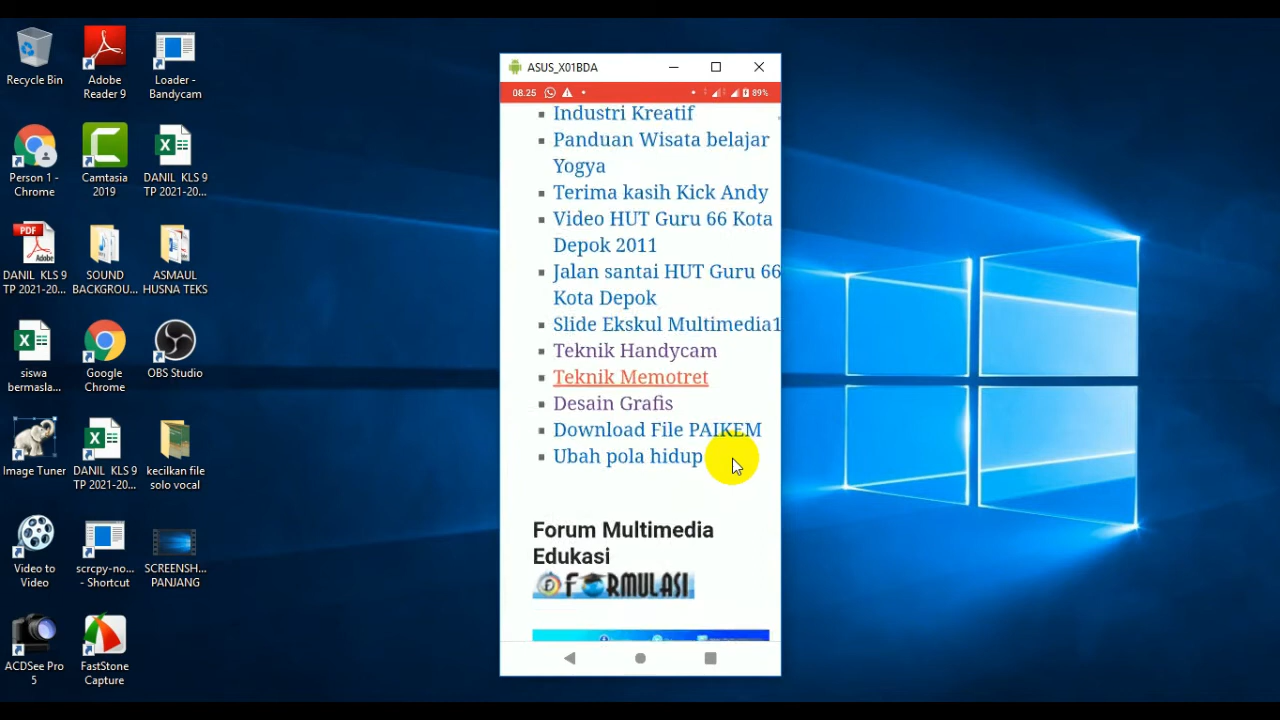 Recycle Bin
Adobe
Reader 9
Loader -
Bandycam
Person 1 -
Chrome
Camtasia
2019
DANIL KLS 9
TP 2021-20...
PDF
Adobe
DANIL KLS 9
TP 2021-20...
SOUND
BACKGROU...
ASMAUL
HUSNA TEKS
siswa
bermasla...
Google
Chrome
OBS Studio
Image Tuner
DANIL KLS 9
TP 2021-20...
kecilkan file
solo vocal
Video to
Video
scrcpy-no...
- Shortcut
SCREENSH...
PANJANG
ACDSee Pro
5
FastStone
Capture
ASUS_X01BDA
08.25
89%
Industri Kreatif
Panduan Wisata belajar
Yogya
Terima kasih Kick Andy
Video HUT Guru 66 Kota
Depok 2011
Jalan santai HUT Guru 66
Kota Depok
Slide Ekskul Multimedia1
Teknik Handycam
Teknik Memotret
Desain Grafis
Download File PAIKEM
Ubah pola hidup
Forum Multimedia
Edukasi
FORMULASI